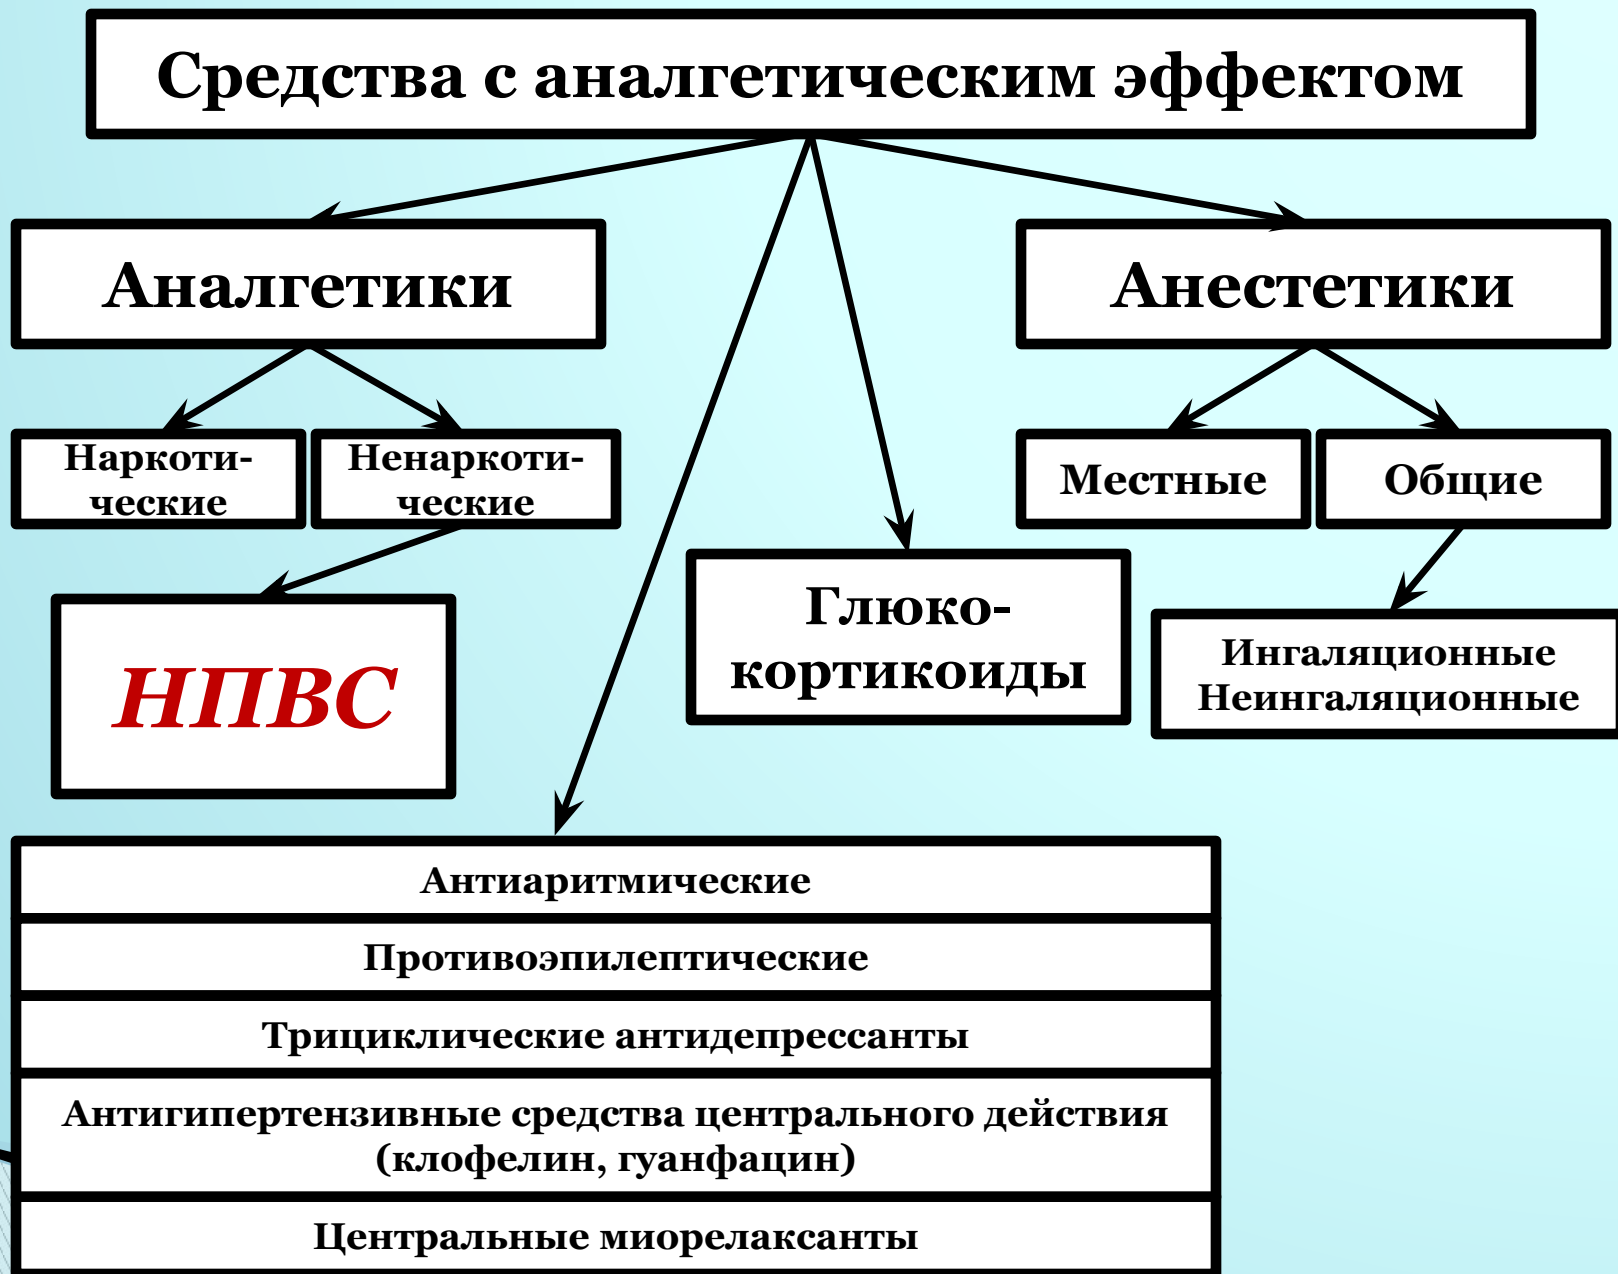 Средства с аналгетическим эффектом
Аналгетики
Анестетики
Наркоти-
ческие
Ненаркоти-
ческие
Местные
Общие
НПВС
Глюко-
кортикоиды
Ингаляционные
Неингаляционные
Антиаритмические
Противоэпилептические
Трициклические антидепрессанты
Антигипертензивные средства центрального действия
(клофелин, гуанфацин)
Центральные миорелаксанты